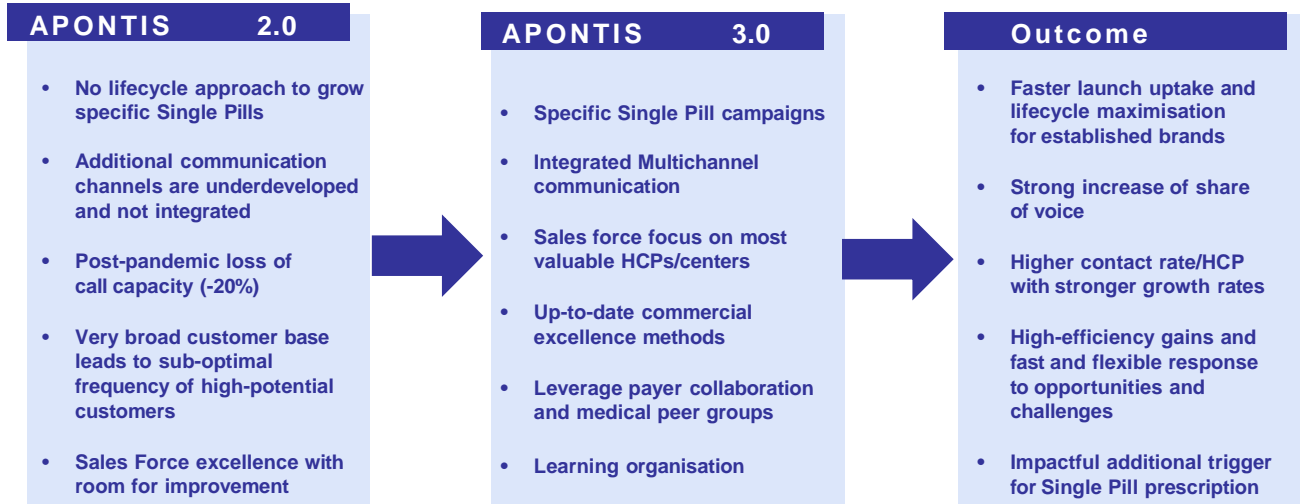 APONTIS 2.0
• No lifecycle approach to grow
specific Single Pills
• Additional communication
channels are underdeveloped
and not integrated
• Post-pandemic loss of
call capacity (-20%)
• Very broad customer base
leads to sub-optimal
frequency of high-potential
customers
• Sales Force excellence with
room for improvement
APONTIS 3.0
• Specific Single Pill campaigns
• Integrated Multichannel
communication
• Sales force focus on most
valuable HCPs/centers
• Up-to-date commercial
excellence methods
• Leverage payer collaboration
and medical peer groups
• Learning organisation
Outcome
• Faster launch uptake and
lifecycle maximisation
for established brands
• Strong increase of share
of voice
• Higher contact rate/HCP
with stronger growth rates
• High-efficiency gains and
fast and flexible response
to opportunities and
challenges
• Impactful additional trigger
for Single Pill prescription